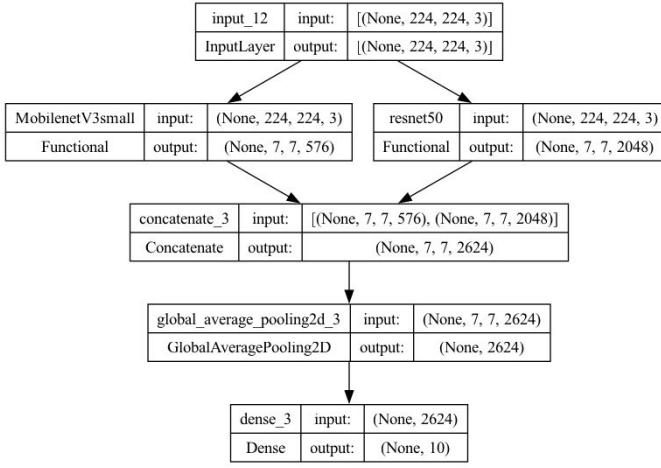 input_12 input: [(None, 224, 224, 3)]
InputLayer output: [(None, 224, 224, 3)]
MobilenetV3small input: (None, 224, 224, 3)
Functional output: (None, 7, 7, 576)
resnet50 input: (None, 224, 224, 3)
Functional output: (None, 7, 7, 2048)
concatenate_3 input: [(None, 7, 7, 576), (None, 7, 7, 2048)]
Concatenate output: (None, 7, 7, 2624)
global_average_pooling2d_3 input: (None, 7, 7, 2624)
GlobalAveragePooling2D output: (None, 2624)
dense_3 input: (None, 2624)
Dense output: (None, 10)